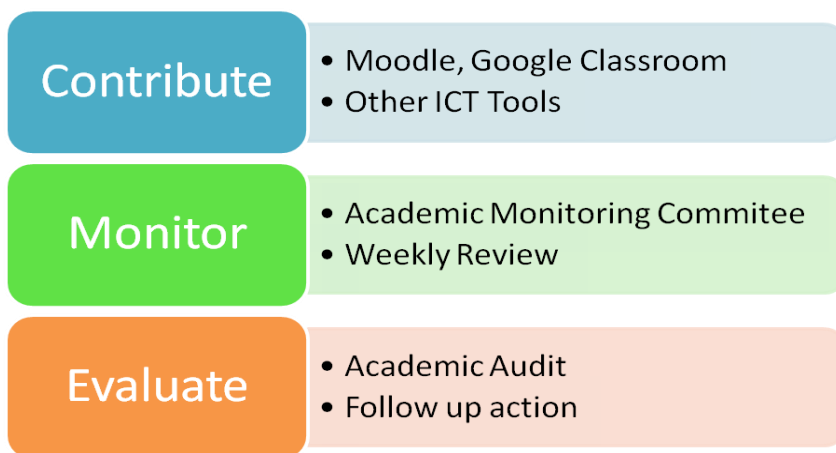 Contribute
• Moodle, Google Classroom
• Other ICT Tools
Monitor
• Academic Monitoring Commitee
• Weekly Review
Evaluate
• Academic Audit
• Follow up action